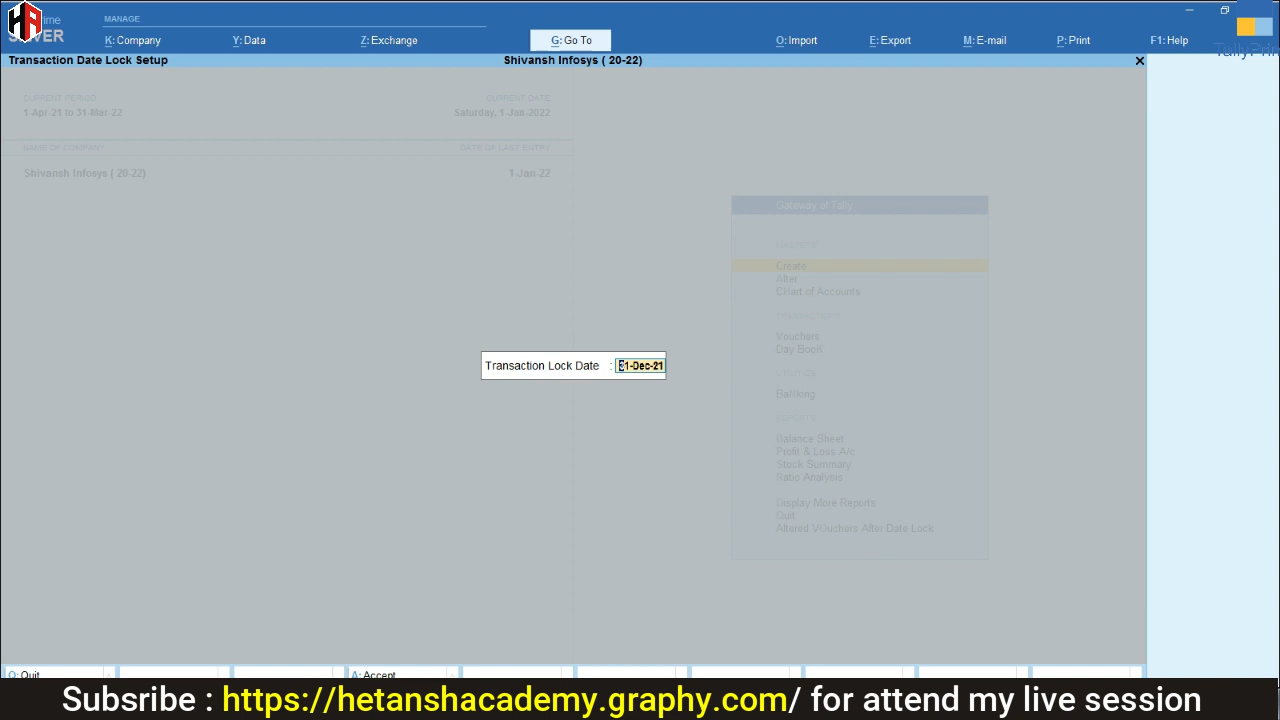 MANAGE
K: Company
Y: Data
Z: Exchange
G: Go To
O: Import
E: Export
M: E-mail
P: Print
F1: Help
Transaction Date Lock Setup
Shivansh Infosys ( 20-22)
CURRENT PERIOD
CURRENT DATE
1-Apr-21 to 31-Mar-22
Saturday, 1-Jan-2022
NAME OF COMPANY
DATE OF LAST ENTRY
Shivansh Infosys ( 20-22)
1-Jan-22
Gateway of Tally
Create
Alter
CHart of Accounts
Vouchers
Day BooK
BaNking
REPORTS
Balance Sheet
Profit & Loss A/c
Stock Summary
Ratio Analysis
Display More Reports
Quit
Altered VOuchers After Date Lock
Transaction Lock Date : 31-Dec-21
Q: Quit
A: Accept
Subsribe : https://hetanshacademy.graphy.com/ for attend my live session